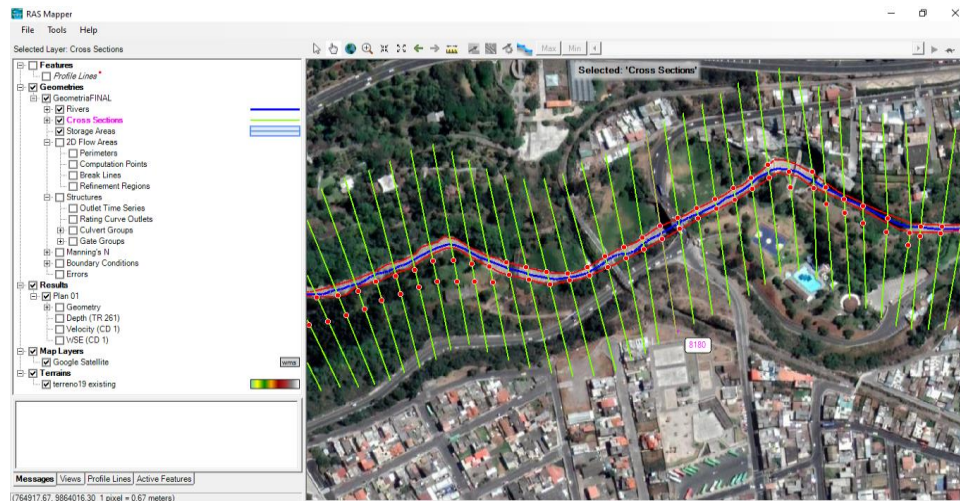 RAS Mapper
File Tools Help
Selected Layer: Cross Sections
Max Min
Selected: 'Cross Sections'
Features
Profile Lines *
Geometries
GeometriaFINAL
Rivers
Cross Sections
Storage Areas
2D Flow Areas
Perimeters
Computation Points
Break Lines
Refinement Regions
Structures
Outlet Time Series
Rating Curve Outlets
Culvert Groups
Gate Groups
Manning's N
Boundary Conditions
Errors
Results
Plan 01
Geometry
Depth (TR 261)
Velocity (CD 1)
WSE (CD 1)
Map Layers
Google Satellite wms
Terrains
terreno19 existing
8180
Messages Views Profile Lines Active Features
(764917.67, 9864016.30 1 pixel = 0.67 meters)